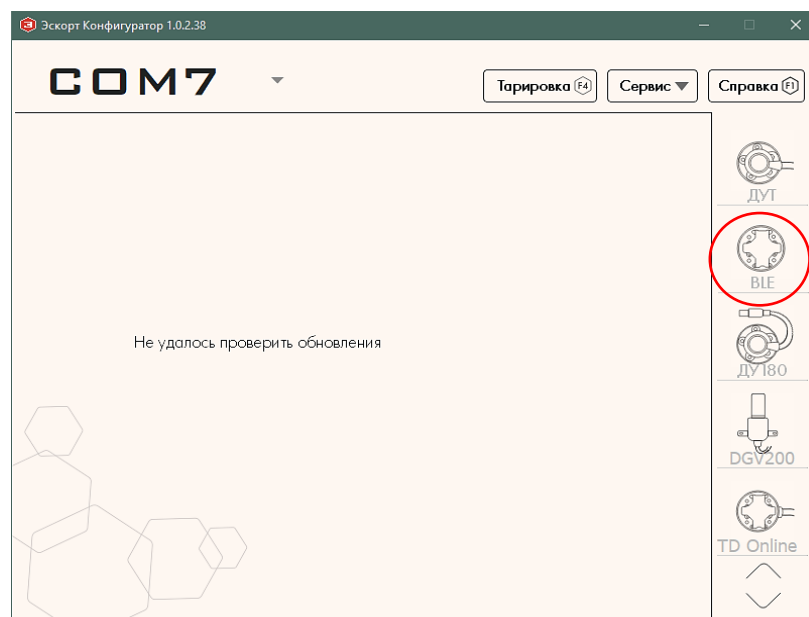 Эскорт Конфигуратор 1.0.2.38
COM7
Тарировка F4
Сервис
Справка F1
ДУТ
BLE
Не удалось проверить обновления
ДУ180
DGV200
TD Online